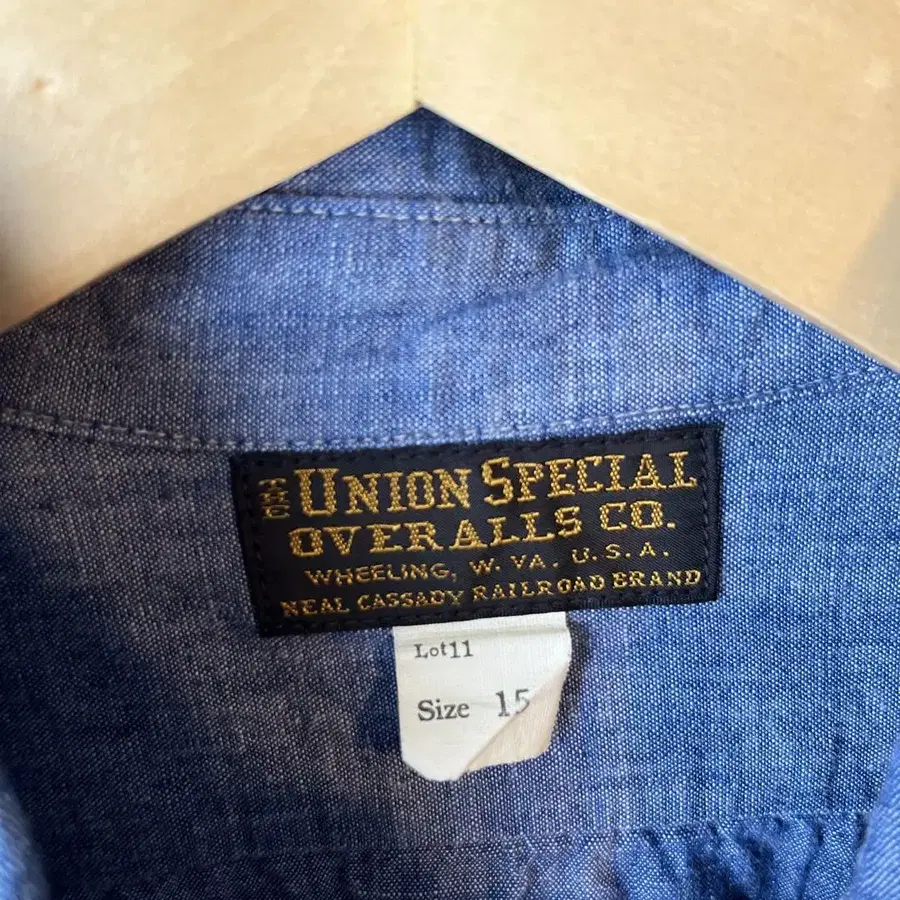 THE UNION SPECIAL
OVERALLS CO.
WHEELING, W. VA. U.S.A.
NEAL CASSADY RAILROAD BRAND
Lot11
Size 15